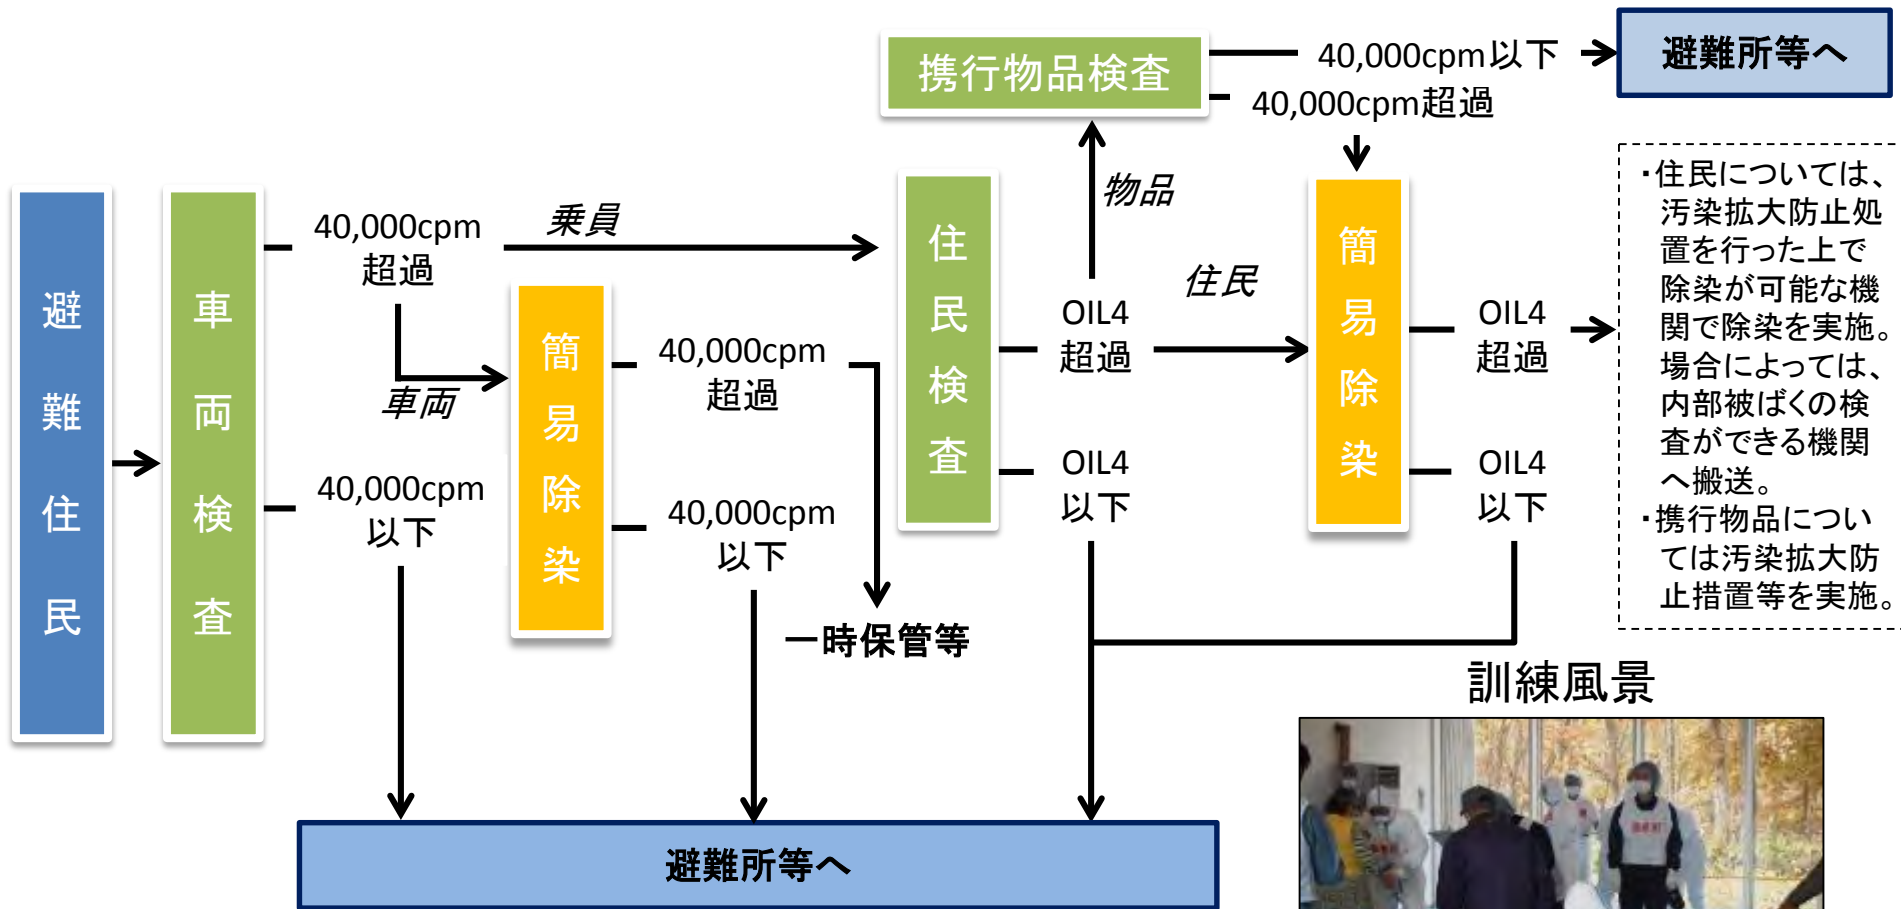 避難住民
車両検査
40,000cpm
超過
乗員
車両
40,000cpm
以下
簡易除染
40,000cpm
超過
40,000cpm
以下
一時保管等
携行物品検査
40,000cpm以下
40,000cpm超過
避難所等へ
物品
住民検査
OIL4
超過
住民
OIL4
以下
簡易除染
OIL4
超過
OIL4
以下
・住民については、
汚染拡大防止処
置を行った上で
除染が可能な機
関で除染を実施。
場合によっては、
内部被ばくの検
査ができる機関
へ搬送。
・携行物品につい
ては汚染拡大防
止措置等を実施。
訓練風景
避難所等へ